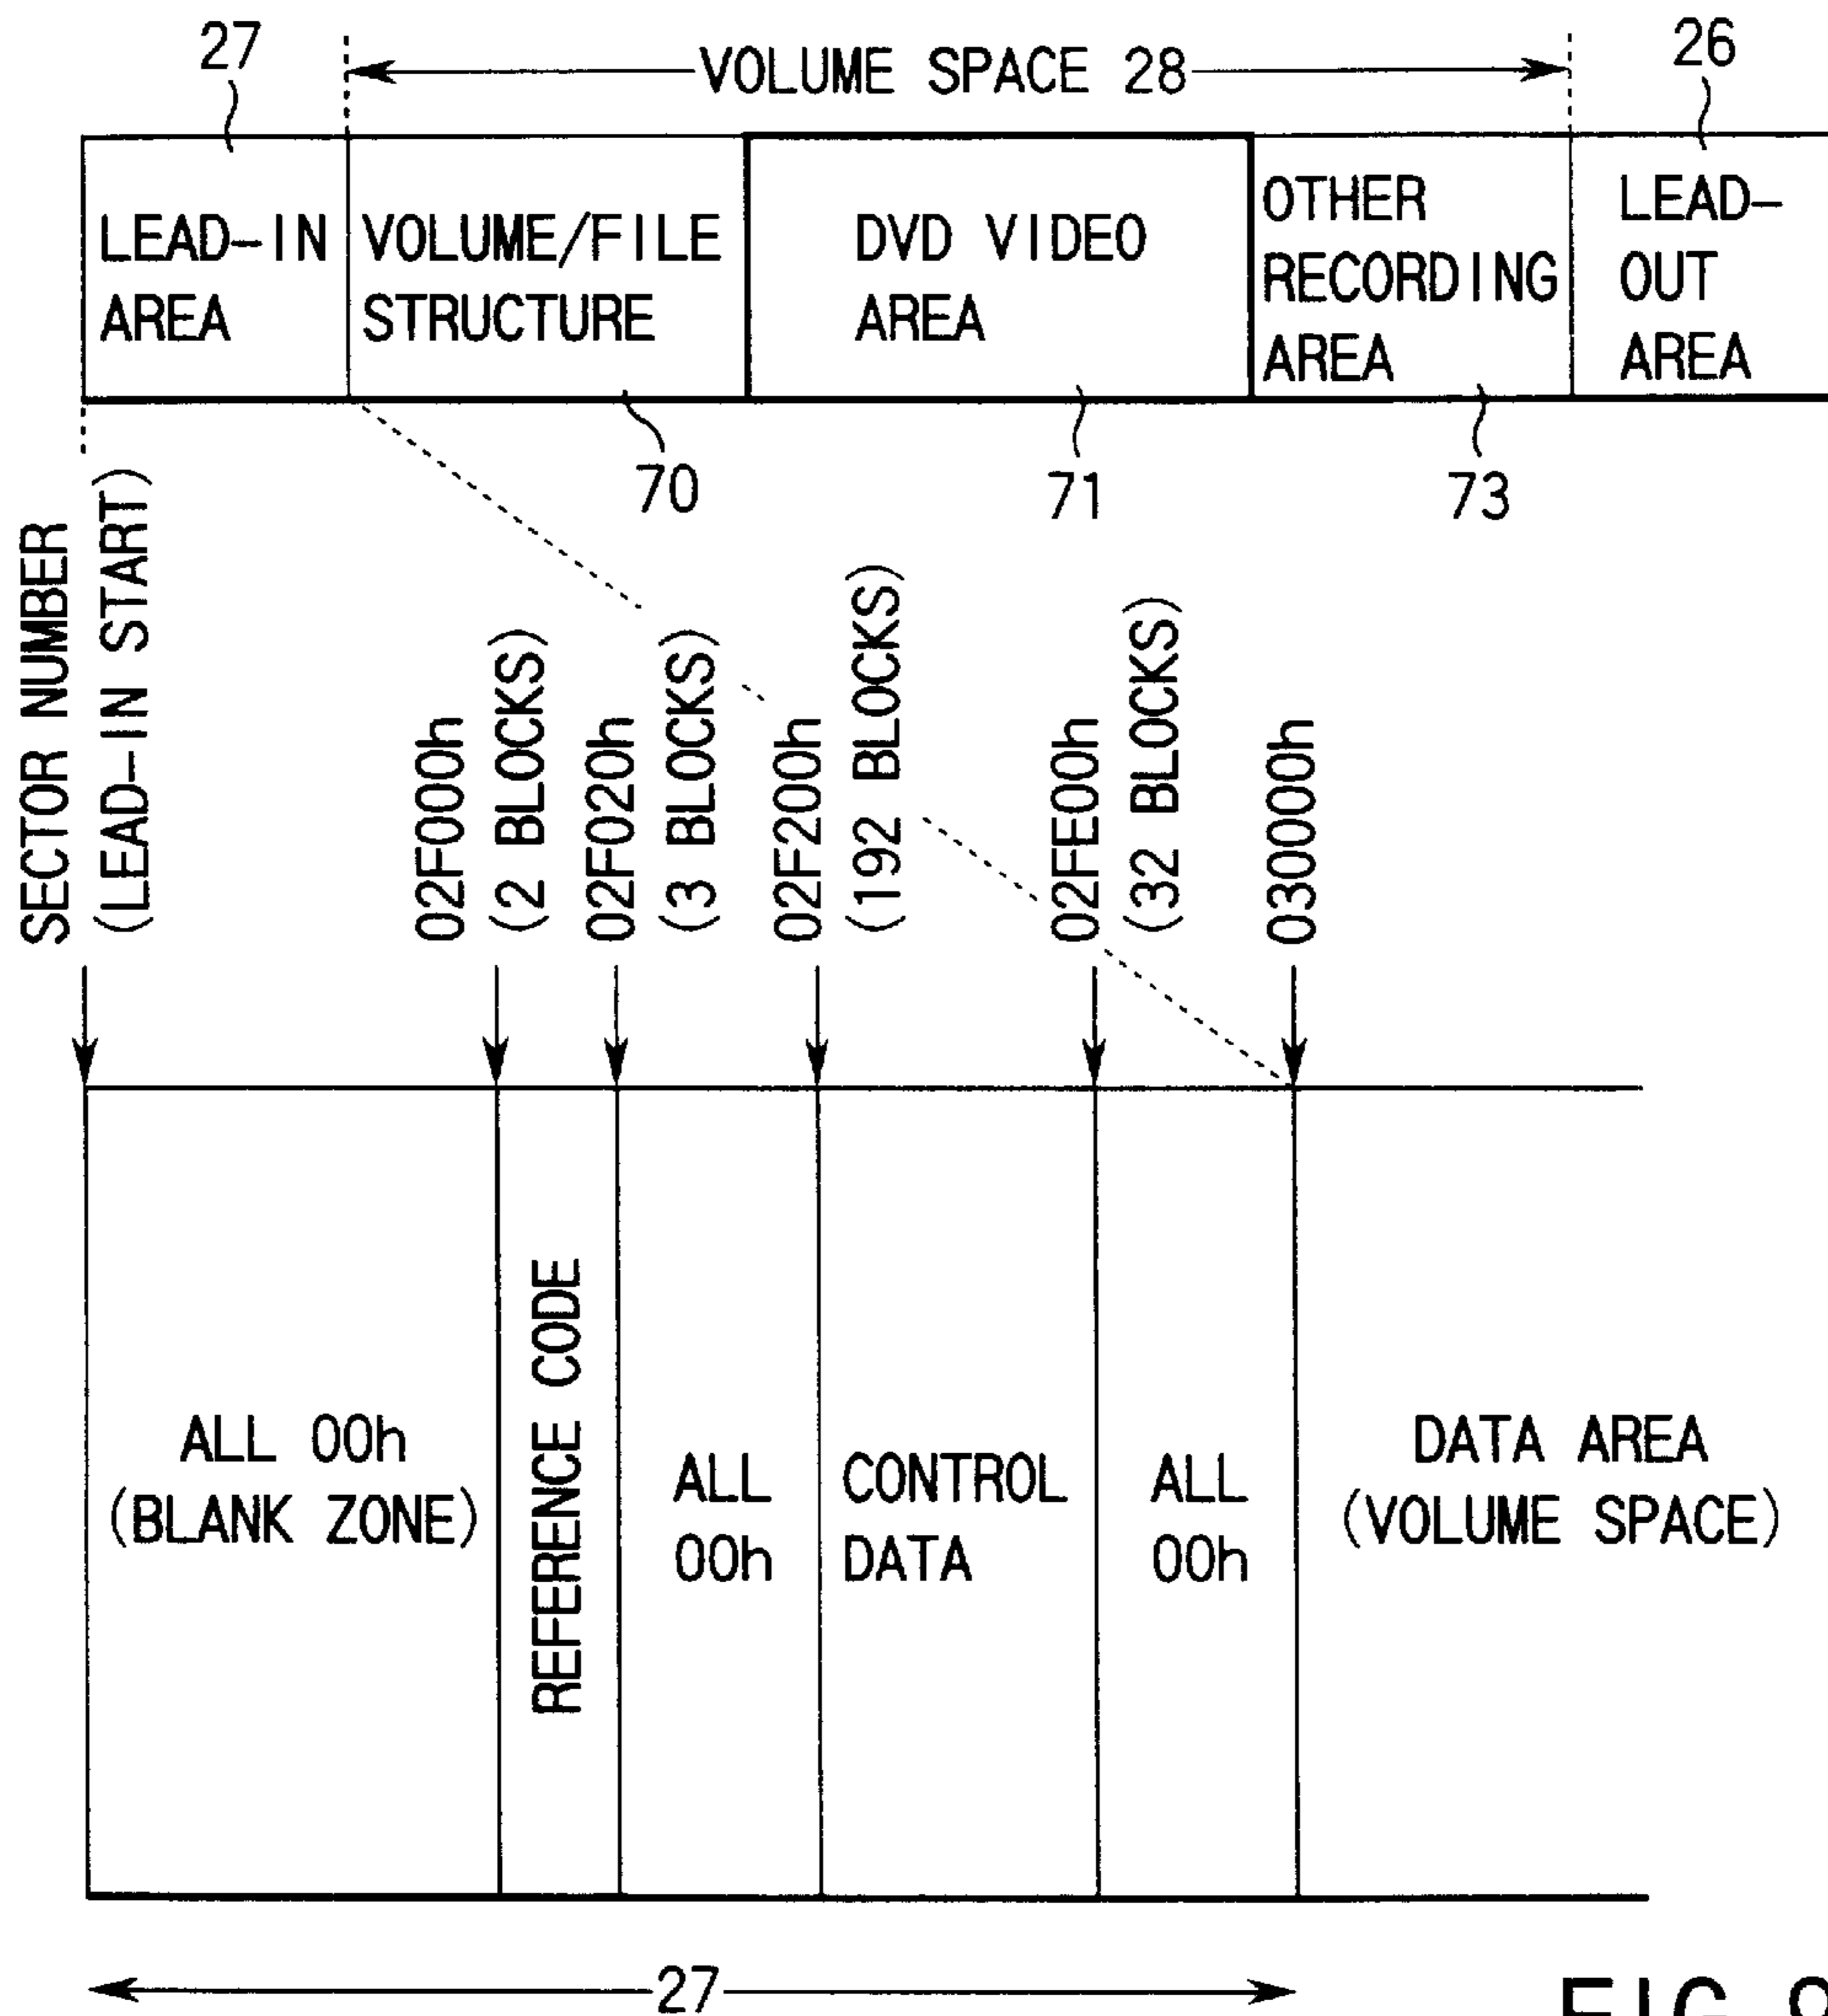 27
VOLUME SPACE 28
26
LEAD-IN
AREA
VOLUME/FILE
STRUCTURE
DVD VIDEO
AREA
OTHER
RECORDING
AREA
LEAD-
OUT
AREA
70
71
73
SECTOR NUMBER
(LEAD-IN START)
02F000h
(2 BLOCKS)
02F020h
(3 BLOCKS)
02F200h
(192 BLOCKS)
02FE00h
(32 BLOCKS)
030000h
ALL 00h
(BLANK ZONE)
REFERENCE CODE
ALL
00h
CONTROL
DATA
ALL
00h
DATA AREA
(VOLUME SPACE)
27